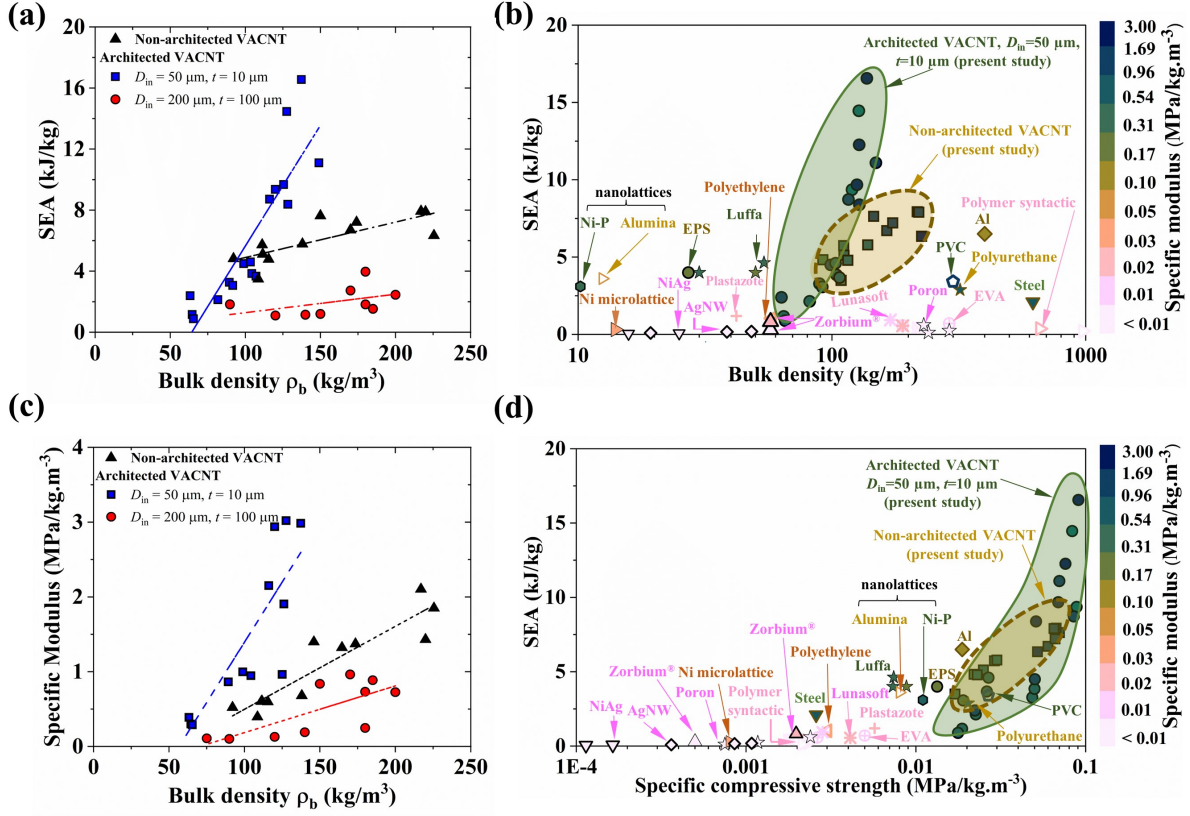 (a)
20
16
12
8
4
0
SEA (kJ/kg)
Non-architected VACNT
Architected VACNT
Din = 50 µm, t = 10 µm
Din = 200 µm, t = 100 µm
0 50 100 150 200 250
Bulk density ρb (kg/m3)
(b)
20
15
10
5
0
SEA (kJ/kg)
Architected VACNT, Din=50 µm,
t=10 µm (present study)
Non-architected VACNT
(present study)
nanolattices
Ni-P
Alumina
EPS
Luffa
Polyethylene
Polymer syntactic
Al
PVC
Polyurethane
Steel
Ni microlattice
NiAg
AgNW
Plastazote
Zorbium®
Lunasoft
Poron
EVA
10 100 1000
Bulk density (kg/m3)
3.00
1.69
0.96
0.54
0.31
0.17
0.10
0.05
0.03
0.02
0.01
< 0.01
Specific modulus (MPa/kg.m-3)
(c)
4
3
2
1
0
Specific Modulus (MPa/kg.m-3)
Non-architected VACNT
Architected VACNT
Din = 50 µm, t = 10 µm
Din = 200 µm, t = 100 µm
0 50 100 150 200 250
Bulk density ρb (kg/m3)
(d)
20
15
10
5
0
SEA (kJ/kg)
Architected VACNT
Din=50 µm, t=10 µm
(present study)
Non-architected VACNT
(present study)
nanolattices
Alumina
Ni-P
Zorbium®
Polyethylene
Luffa
EPS
Al
Zorbium®
Ni microlattice
Poron
Polymer
syntactic
Steel
Lunasoft
Plastazote
NiAg
AgNW
EVA
PVC
Polyurethane
1E-4 0.001 0.01 0.1
Specific compressive strength (MPa/kg.m-3)
3.00
1.69
0.96
0.54
0.31
0.17
0.10
0.05
0.03
0.02
0.01
< 0.01
Specific modulus (MPa/kg.m-3)